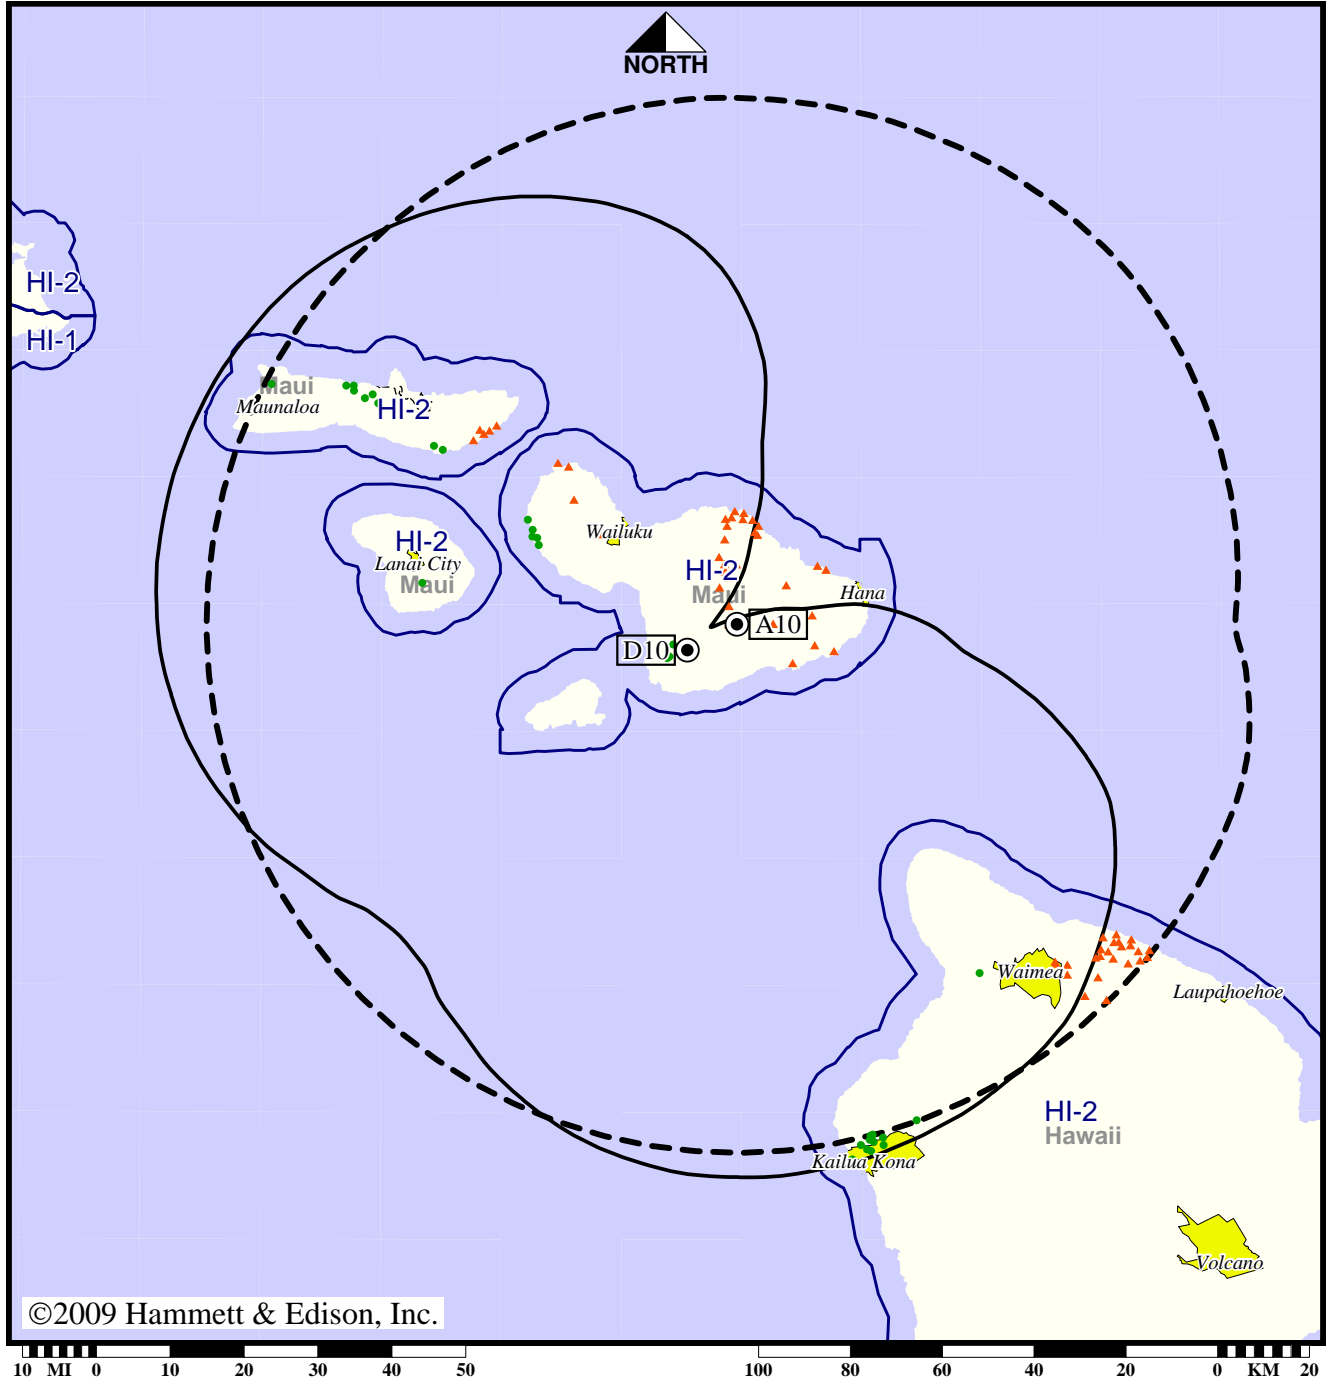 NORTH
HI-2
HI-1
Maui
Maunaloa
HI-2
Wailuku
HI-2
Lanai City
Maui
HI-2
Maui
Hana
A10
D10
Waimea
Laupahoehoe
HI-2
Hawaii
Kailua Kona
Volcano
©2009 Hammett & Edison, Inc.
10 MI 0 10 20 30 40 50 100 80 60 40 20 0 KM 20